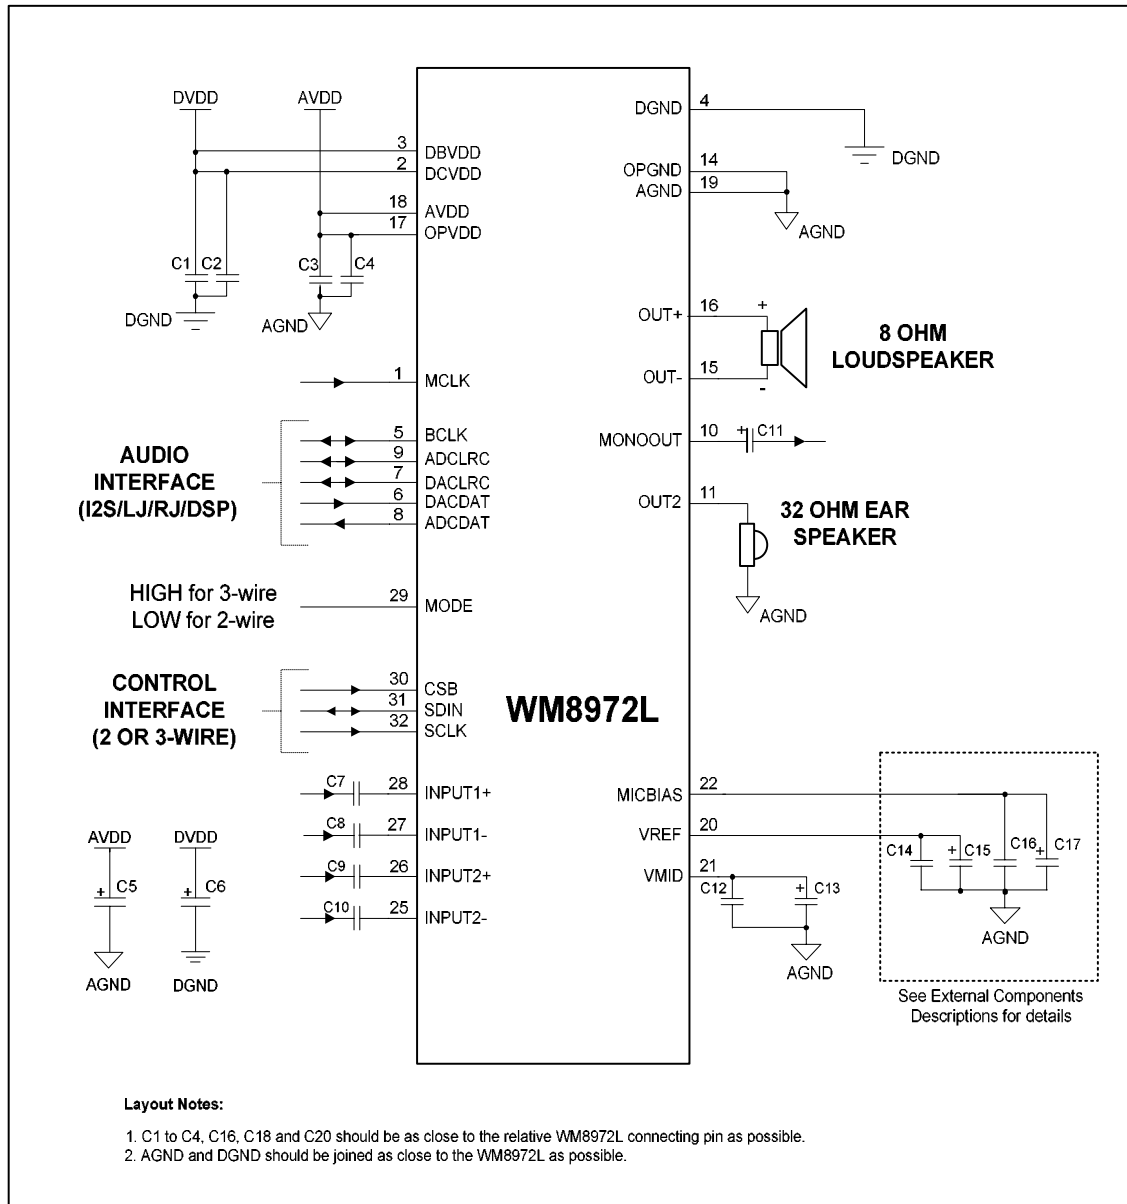 DVDD
AVDD
3
DBVDD
2
DCVDD
18
AVDD
17
OPVDD
C1
C2
C3
C4
DGND
AGND
1
MCLK
AUDIO
INTERFACE
(I2S/LJ/RJ/DSP)
5
BCLK
9
ADCLRC
7
DACLRC
6
DACDAT
8
ADCDAT
HIGH for 3-wire
LOW for 2-wire
29
MODE
CONTROL
INTERFACE
(2 OR 3-WIRE)
30
CSB
31
SDIN
32
SCLK
C7
28
INPUT1+
C8
27
INPUT1-
C9
26
INPUT2+
C10
25
INPUT2-
AVDD
DVDD
+
C5
+
C6
AGND
DGND
WM8972L
DGND
4
DGND
OPGND
14
AGND
19
AGND
OUT+
16
+
8 OHM
LOUDSPEAKER
OUT-
15
-
MONOOUT
10
+
C11
OUT2
11
32 OHM EAR
SPEAKER
AGND
MICBIAS
22
VREF
20
VMID
21
C12
+
C13
AGND
C14
+
C15
C16
+
C17
AGND
See External Components
Descriptions for details
Layout Notes:
1. C1 to C4, C16, C18 and C20 should be as close to the relative WM8972L connecting pin as possible.
2. AGND and DGND should be joined as close to the WM8972L as possible.